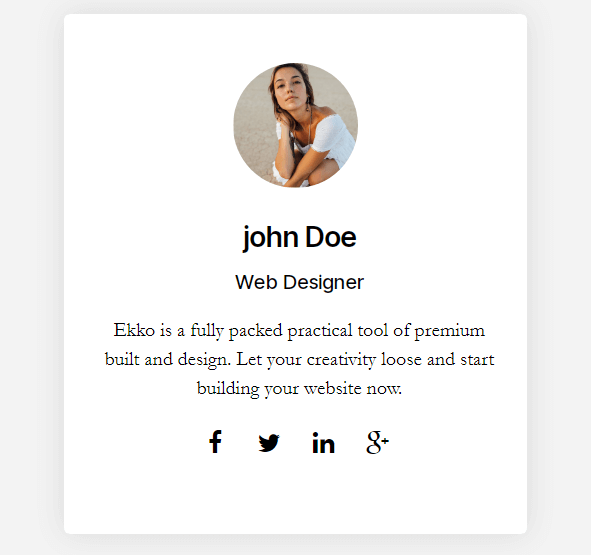 john Doe
Web Designer
Ekko is a fully packed practical tool of premium
built and design. Let your creativity loose and start
building your website now.